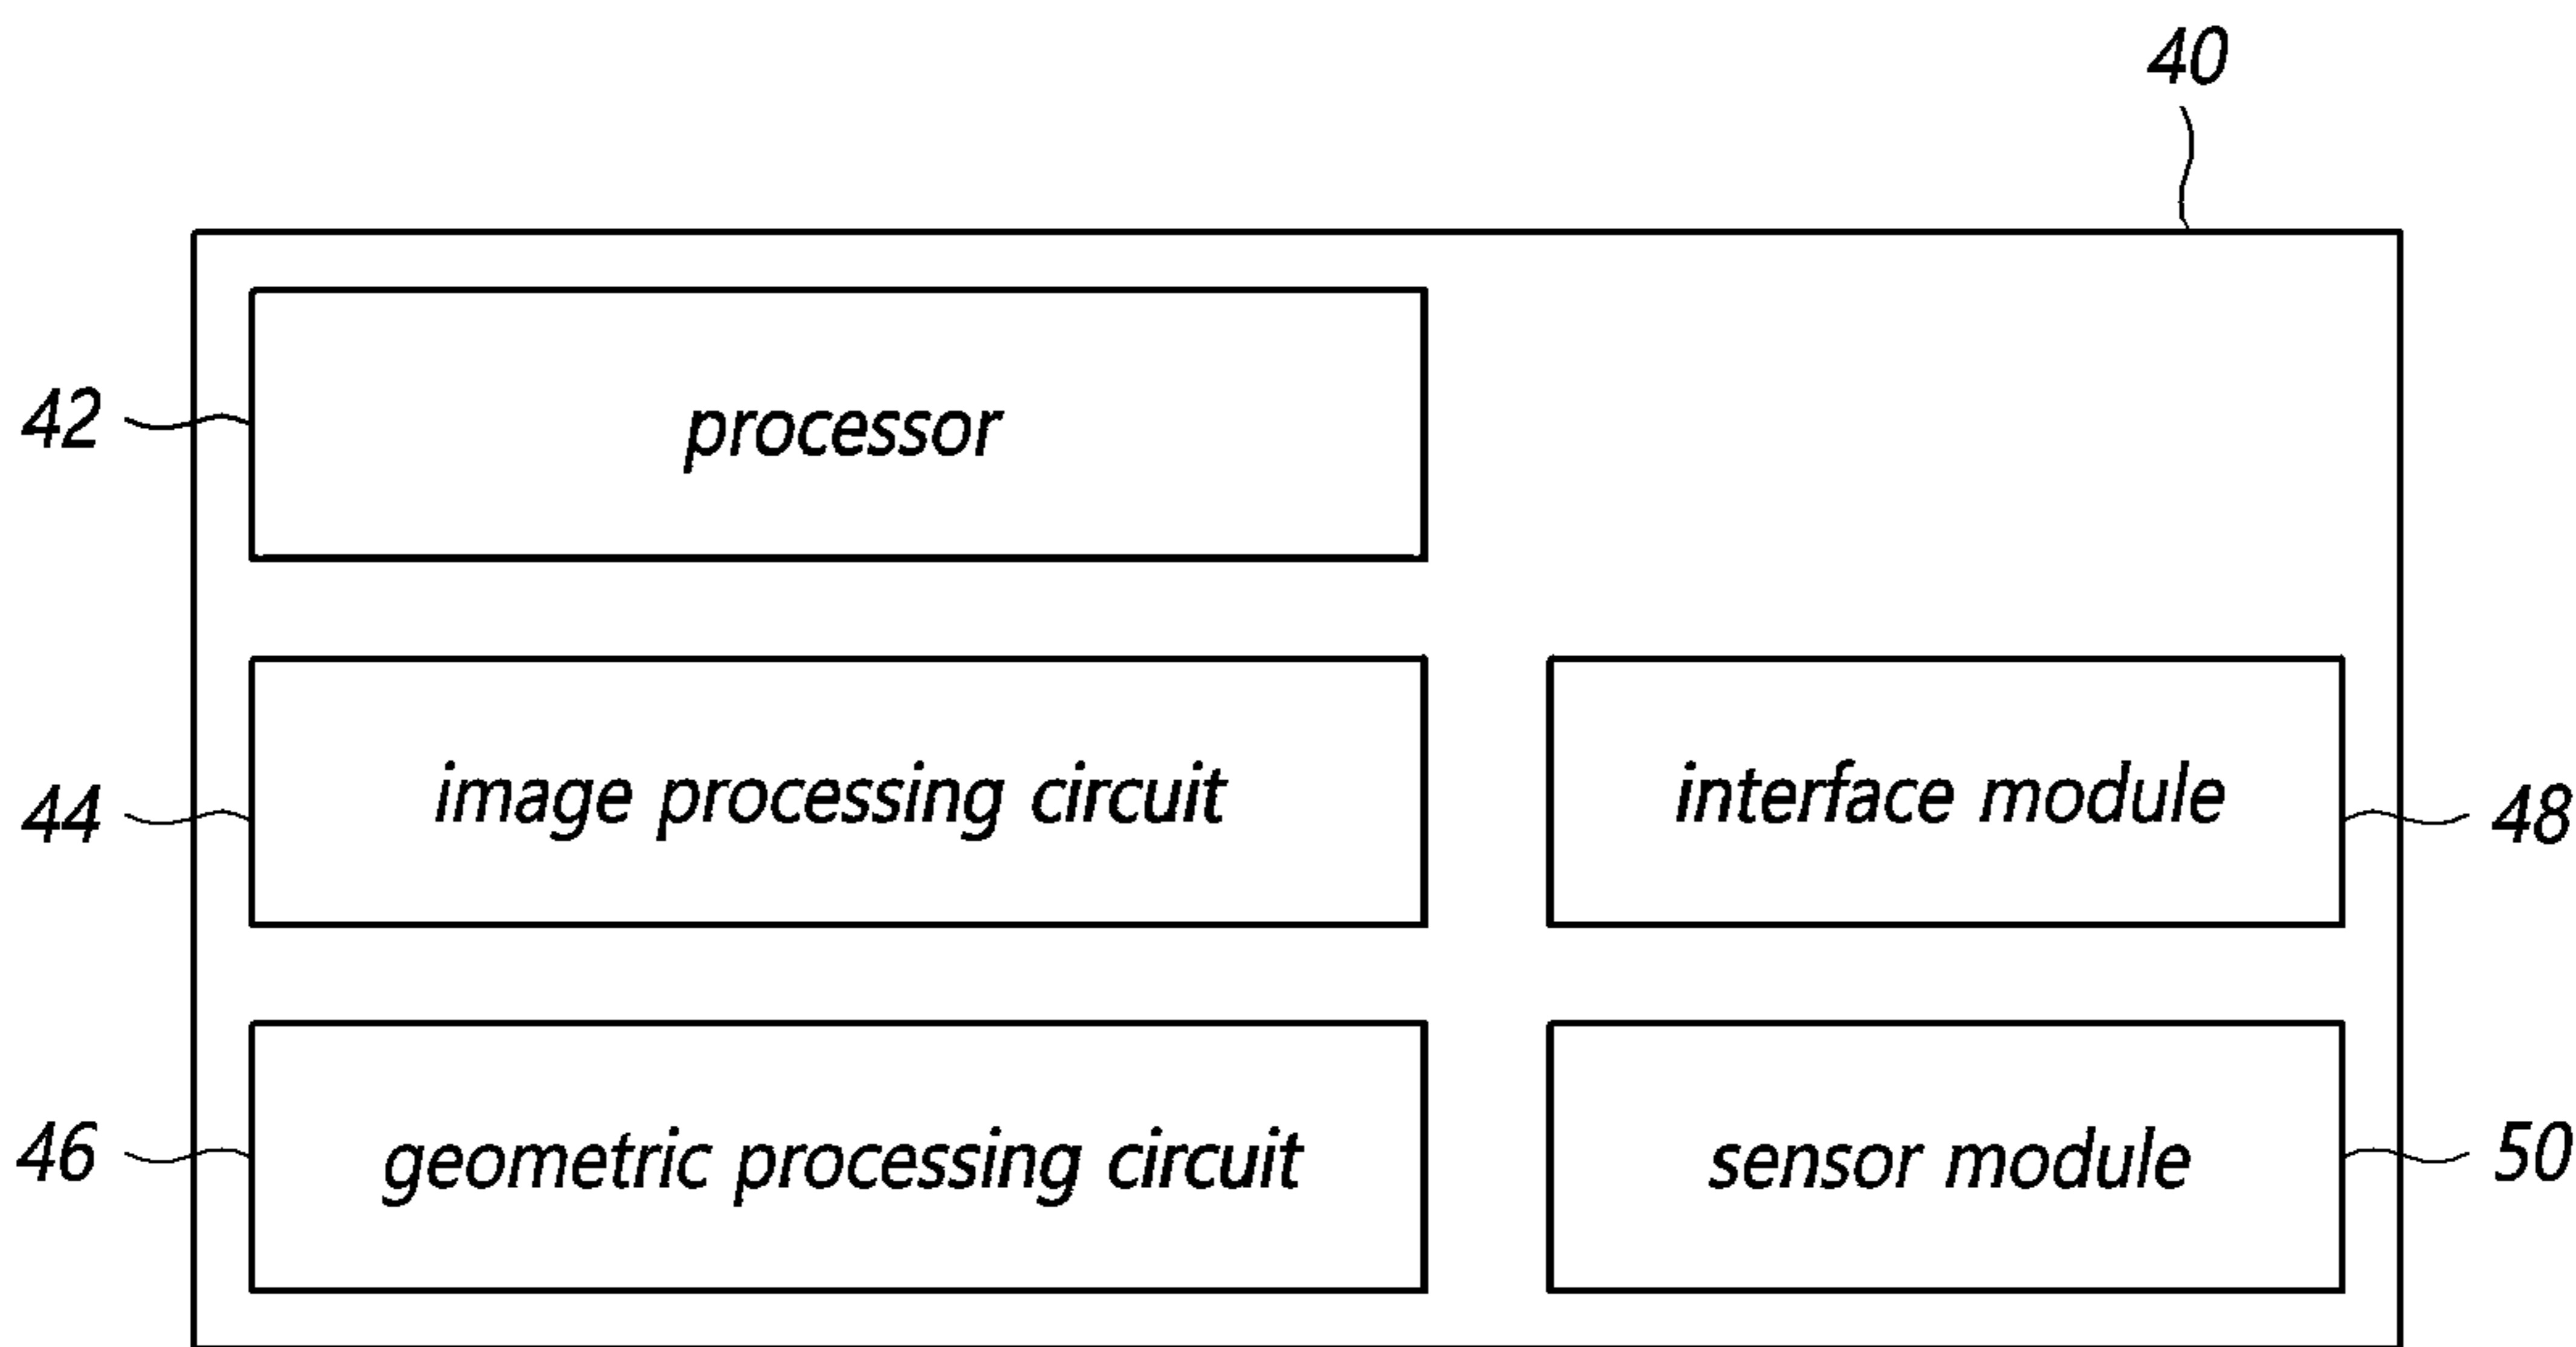 40
42
processor
44
image processing circuit
interface module
48
46
geometric processing circuit
sensor module
50